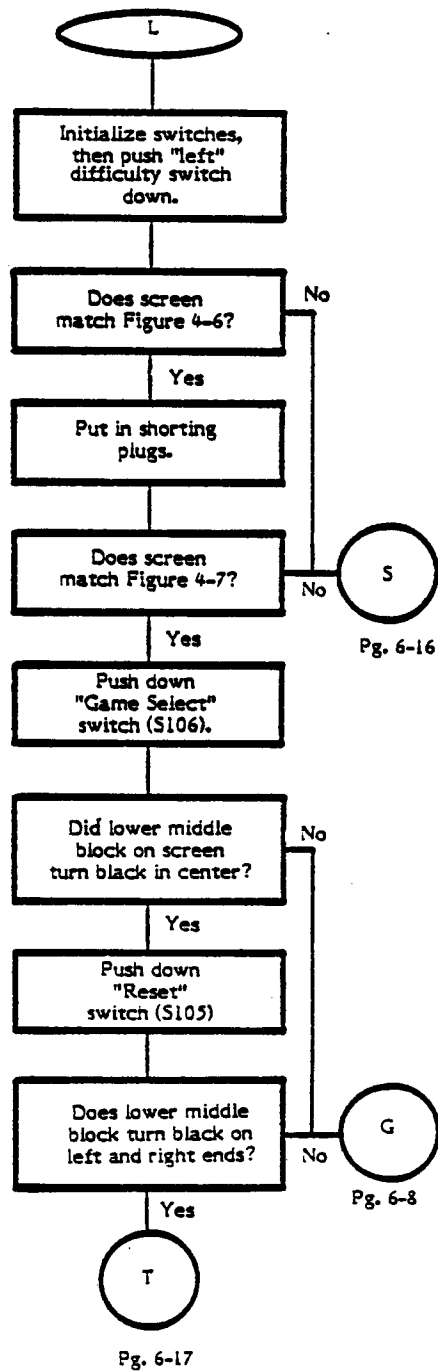 L
Initialize switches,
then push "left"
difficulty switch
down.
Does screen
match Figure 4-6?
No
Yes
Put in shorting
plugs.
Does screen
match Figure 4-7?
No
S
Pg. 6-16
Yes
Push down
"Game Select"
switch (S106).
Did lower middle
block on screen
turn black in center?
No
Yes
Push down
"Reset"
switch (S105)
Does lower middle
block turn black on
left and right ends?
No
G
Pg. 6-8
Yes
T
Pg. 6-17